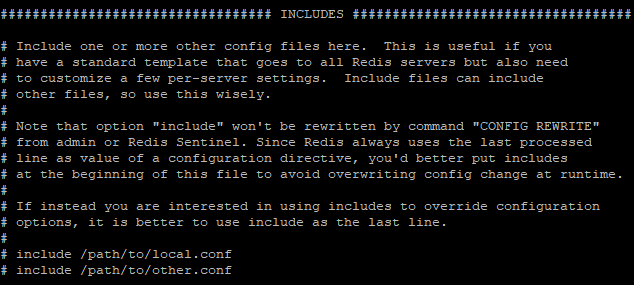 ################################## INCLUDES ###################################
# Include one or more other config files here.  This is useful if you
# have a standard template that goes to all Redis servers but also need
# to customize a few per-server settings.  Include files can include
# other files, so use this wisely.
#
# Note that option "include" won't be rewritten by command "CONFIG REWRITE"
# from admin or Redis Sentinel. Since Redis always uses the last processed
# line as value of a configuration directive, you'd better put includes
# at the beginning of this file to avoid overwriting config change at runtime.
#
# If instead you are interested in using includes to override configuration
# options, it is better to use include as the last line.
#
# include /path/to/local.conf
# include /path/to/other.conf